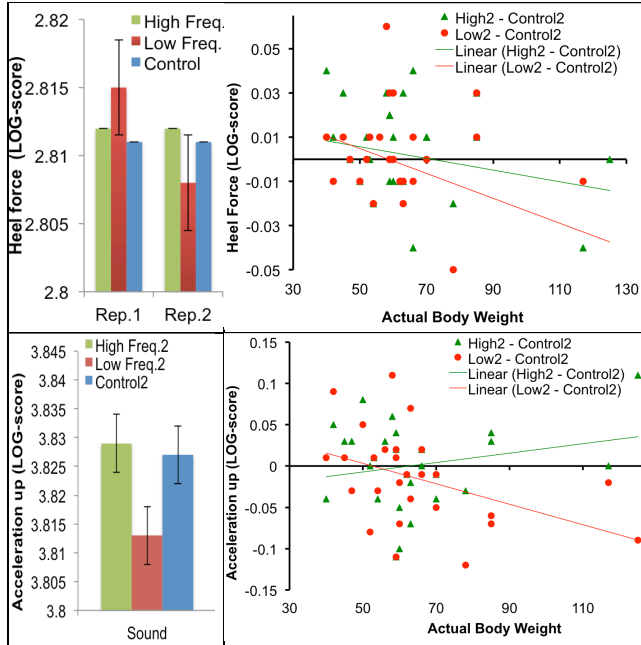 High Freq.
Low Freq.
Control
Heel force (LOG-score)
2.82
2.815
2.81
2.805
2.8
Rep.1 Rep.2
High2 - Control2
Low2 - Control2
Linear (High2 - Control2)
Linear (Low2 - Control2)
Heel Force (LOG-score)
0.05
0.03
0.01
-0.01
-0.03
-0.05
30 50 70 90 110 130
Actual Body Weight
High Freq.2
Low Freq.2
Control2
Acceleration up (LOG-score)
3.845
3.84
3.835
3.83
3.825
3.82
3.815
3.81
3.805
3.8
Sound
High2 - Control2
Low2 - Control2
Linear (High2 - Control2)
Linear (Low2 - Control2)
Acceleration up (LOG-score)
0.15
0.1
0.05
0
-0.05
-0.1
-0.15
30 50 70 90 110
Actual Body Weight